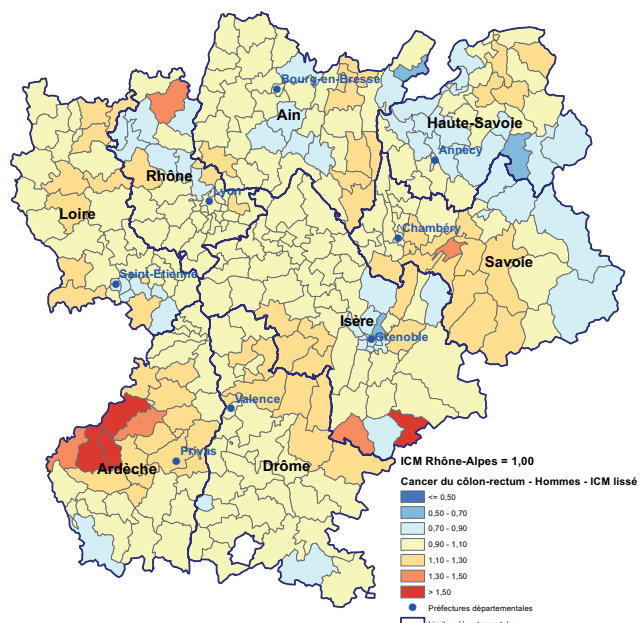 Bourg-en-Bresse
Ain
Haute-Savoie
Annecy
Rhône
Lyon
Loire
Chambéry
Savoie
Saint-Etienne
Isère
Grenoble
Valence
Privas
Ardèche
Drôme
ICM Rhône-Alpes = 1,00
Cancer du côlon-rectum - Hommes - ICM lissé
<= 0,50
0,50 - 0,70
0,70 - 0,90
0,90 - 1,10
1,10 - 1,30
1,30 - 1,50
> 1,50
Préfectures départementales
Limites départementales